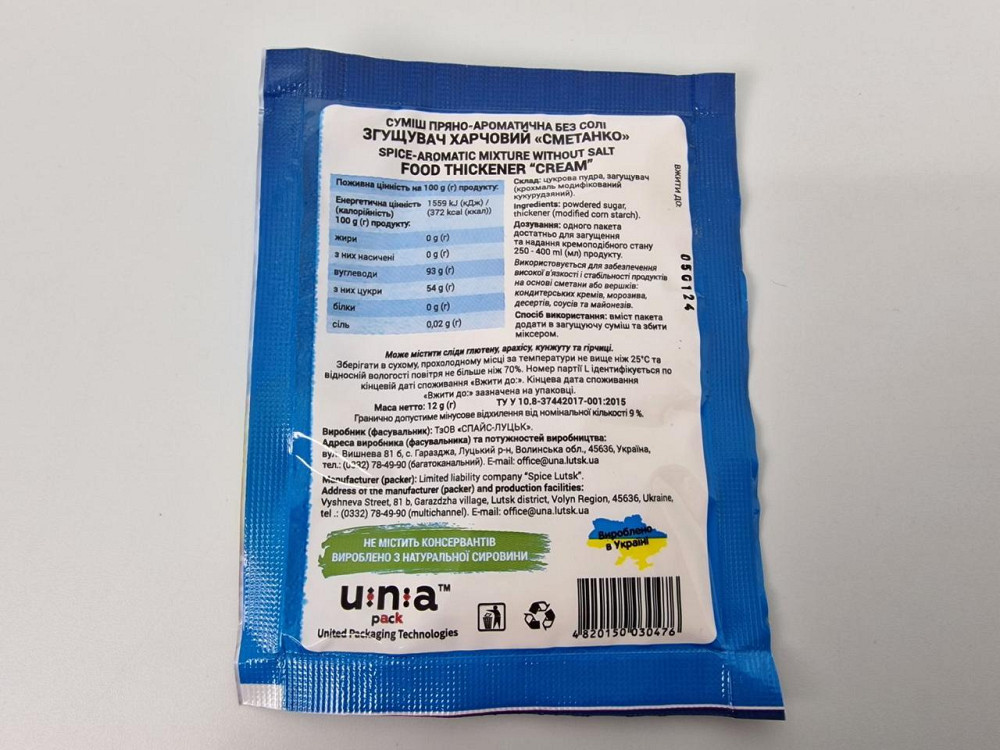 СУМІШ ПРЯНО-АРОМАТИЧНА БЕЗ СОЛІ
ЗГУЩУВАЧ ХАРЧОВИЙ «СМЕТАНКО»
SPICE-AROMATIC MIXTURE WITHOUT SALT
FOOD THICKENER "CREAM"
Поживна цінність на 100 g (г) продукту:
Енергетична цінність 1559 kJ (кДж) /
(калорійність) (372 kcal (ккал))
100 g (г) продукту:
жири 0 g (г)
з них насичені 0 g (г)
вуглеводи 93 g (г)
з них цукри 54 g (г)
білки 0 g (г)
сіль 0,02 g (г)
Склад: цукрова пудра, загущувач
(крохмаль модифікований
кукурудзяний).
Ingredients: powdered sugar,
thickener (modified corn starch).
Дозування: одного пакета
достатньо для загущення
та надання кремоподібного стану
250 - 400 ml (мл) продукту.
Використовується для забезпечення
високої в'язкості і стабільності продуктів
на основі сметани або вершків:
кондитерських кремів, морозива,
десертів, соусів та майонезів.
Спосіб використання: вміст пакета
додати в загущуючу суміш та збити
міксером.
ВЖИТИ ДО:
050124
Може містити сліди глютену, арахісу, кунжуту та гірчиці.
Зберігати в сухому, прохолодному місці за температури не вище ніж 25°C та
відносній вологості повітря не більше ніж 70%. Номер партії L ідентифікується по
кінцевій даті споживання «Вжити до:». Кінцева дата споживання
«Вжити до:» зазначена на упаковці.
Маса нетто: 12 g (г) ТУ У 10.8-37442017-001:2015
Гранично допустиме мінусове відхилення від номінальної кількості 9 %.
Виробник (фасувальник): ТзОВ «СПАЙС-ЛУЦЬК».
Адреса виробника (фасувальника) та потужностей виробництва:
вул. Вишнева 81 б, с. Гаразджа, Луцький р-н, Волинська обл., 45636, Україна,
тел.: (0332) 78-49-90 (багатоканальний). E-mail: office@una.lutsk.ua
Manufacturer (packer): Limited liability company "Spice Lutsk".
Address of the manufacturer (packer) and production facilities:
Vyshneva Street, 81 b, Garazdzha village, Lutsk district, Volyn Region, 45636, Ukraine,
tel .: (0332) 78-49-90 (multichannel). E-mail: office@una.lutsk.ua
НЕ МІСТИТЬ КОНСЕРВАНТІВ
ВИРОБЛЕНО З НАТУРАЛЬНОЇ СИРОВИНИ
Вироблено
в Україні
u:n:a™
pack
United Packaging Technologies
4 820150 030476